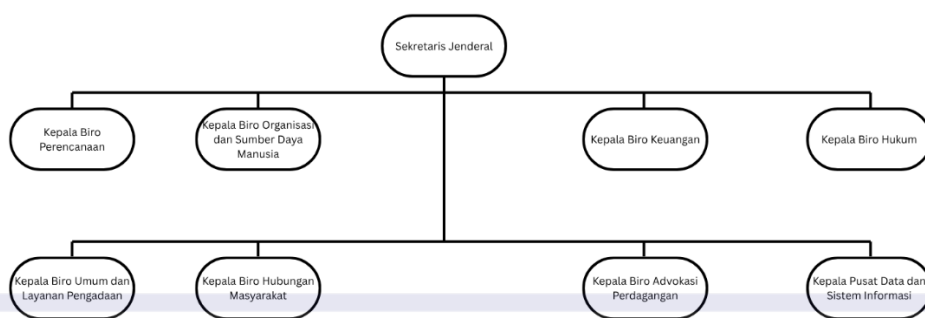 Sekretaris Jenderal
Kepala Biro
Perencanaan
Kepala Biro Organisasi
dan Sumber Daya
Manusia
Kepala Biro Keuangan
Kepala Biro Hukum
Kepala Biro Umum dan
Layanan Pengadaan
Kepala Biro Hubungan
Masyarakat
Kepala Biro Advokasi
Perdagangan
Kepala Pusat Data dan
Sistem Informasi